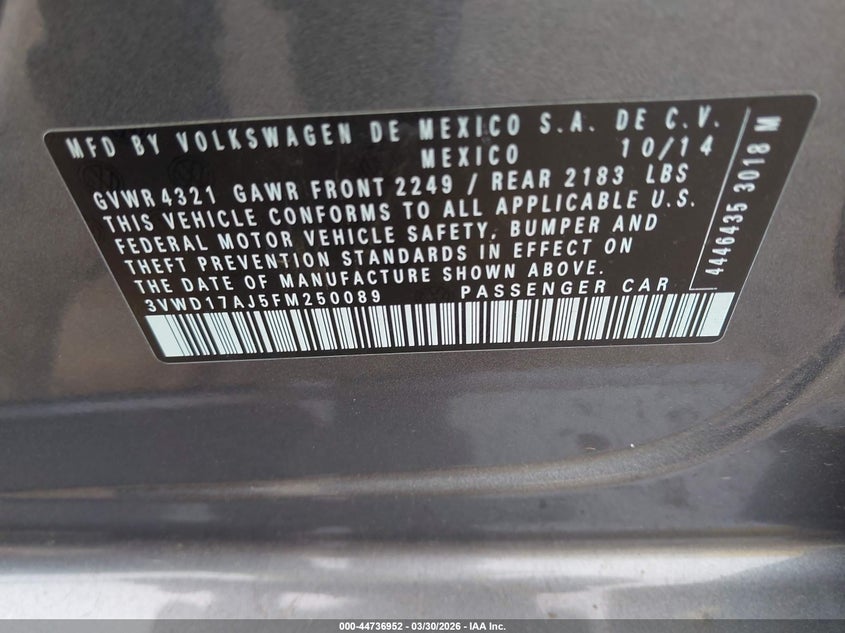 MFD BY VOLKSWAGEN DE MEXICO S.A. DE C.V.
MEXICO 10/14
GVWR 4321 GAWR FRONT 2249 / REAR 2183 LBS
THIS VEHICLE CONFORMS TO ALL APPLICABLE U.S.
FEDERAL MOTOR VEHICLE SAFETY, BUMPER AND
THEFT PREVENTION STANDARDS IN EFFECT ON
THE DATE OF MANUFACTURE SHOWN ABOVE.
3VWD17AJ5FM250089 PASSENGER CAR
4446435 3018 M
000-44736952 - 03/30/2026 - IAA Inc.